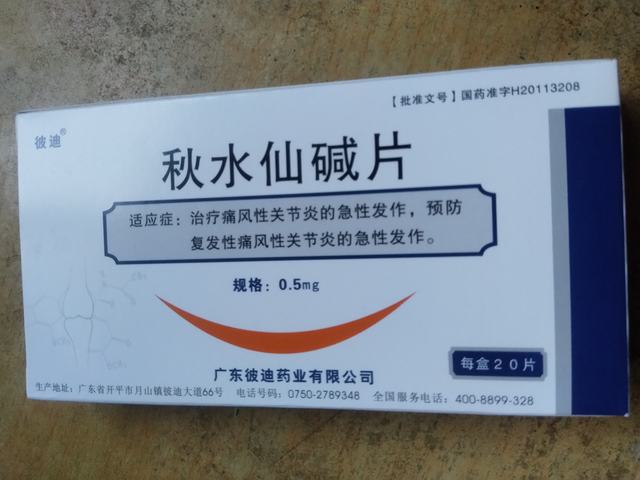 【批准文号】国药准字H20113208
彼迪®
秋水仙碱片
适应症：治疗痛风性关节炎的急性发作，预防
复发性痛风性关节炎的急性发作。
规格：0.5mg
每盒20片
广东彼迪药业有限公司
生产地址：广东省开平市月山镇彼迪大道66号 电话号码：0750-2789348 全国服务电话：400-8899-328